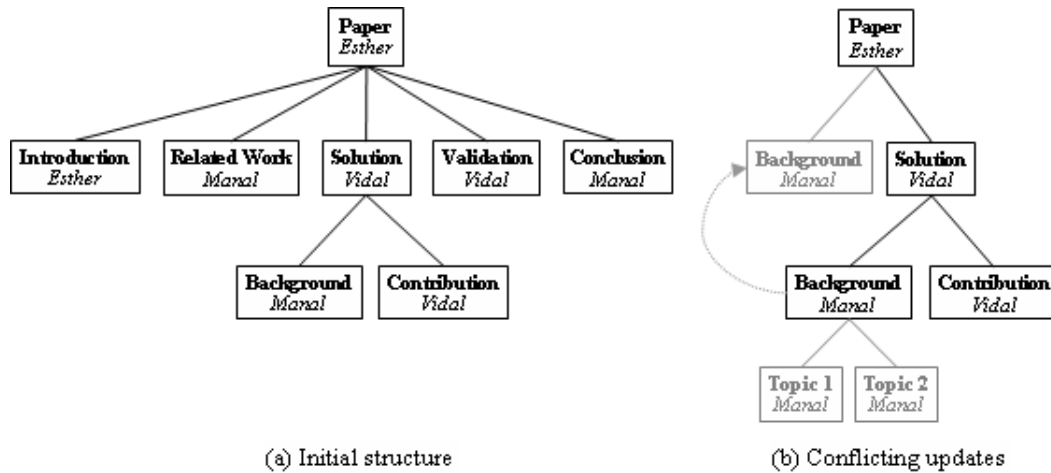 Paper
Esther
Introduction
Esther
Related Work
Manal
Solution
Vidal
Validation
Vidal
Conclusion
Manal
Background
Manal
Contribution
Vidal
(a) Initial structure
Paper
Esther
Background
Manal
Solution
Vidal
Background
Manal
Contribution
Vidal
Topic 1
Manal
Topic 2
Manal
(b) Conflicting updates